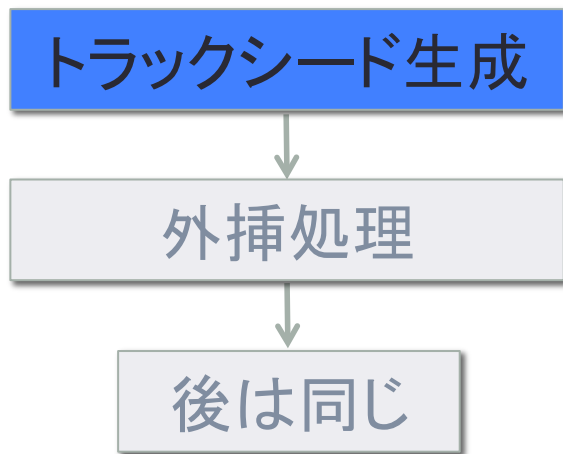 トラックシード生成
外挿処理
後は同じ